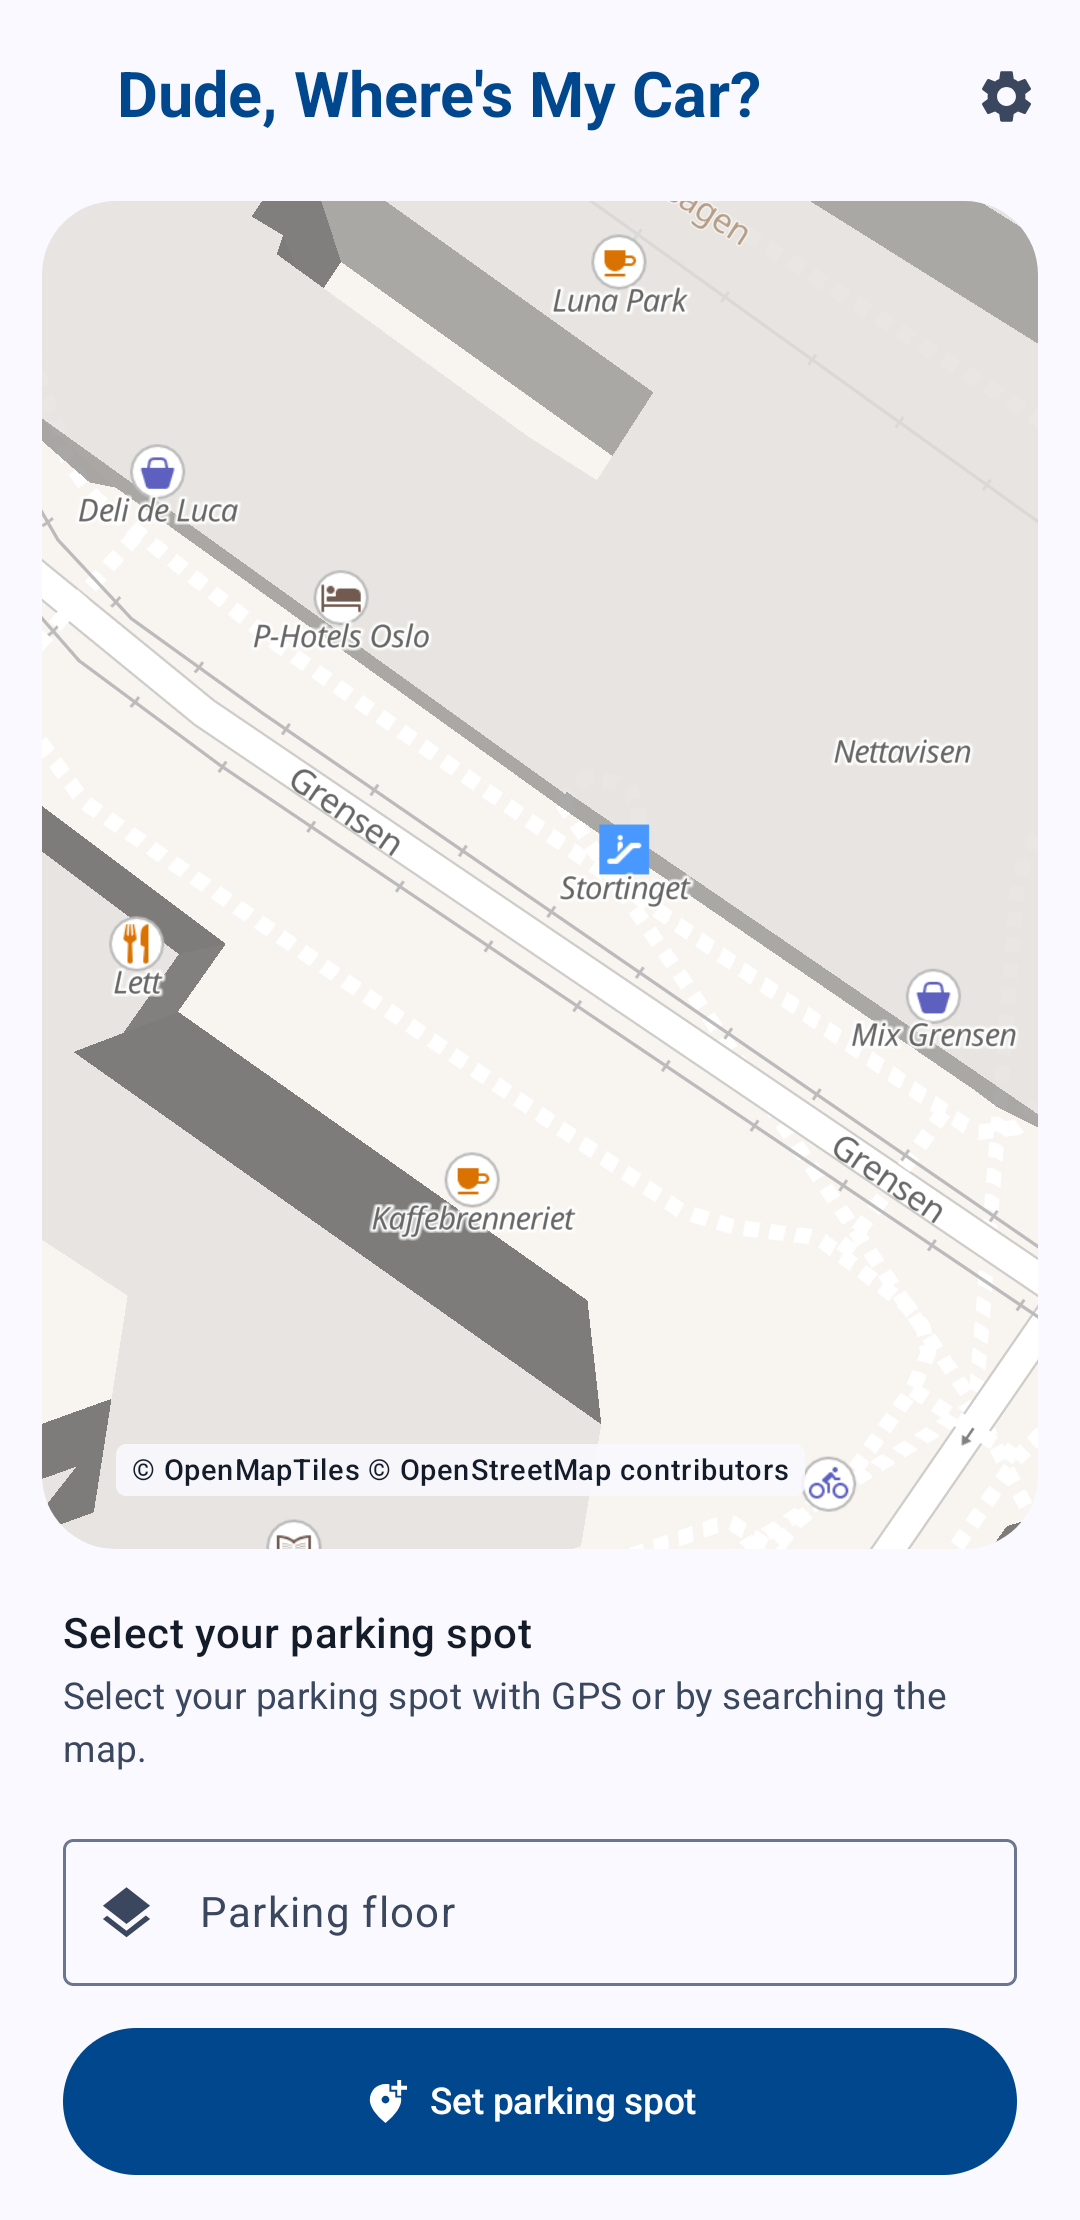 Dude, Where's My Car?
Luna Park
Deli de Luca
P-Hotels Oslo
Nettavisen
Grensen
Stortinget
Lett
Mix Grensen
Grensen
Kaffebrenneriet
© OpenMapTiles © OpenStreetMap contributors
Select your parking spot
Select your parking spot with GPS or by searching the
map.
Parking floor
Set parking spot